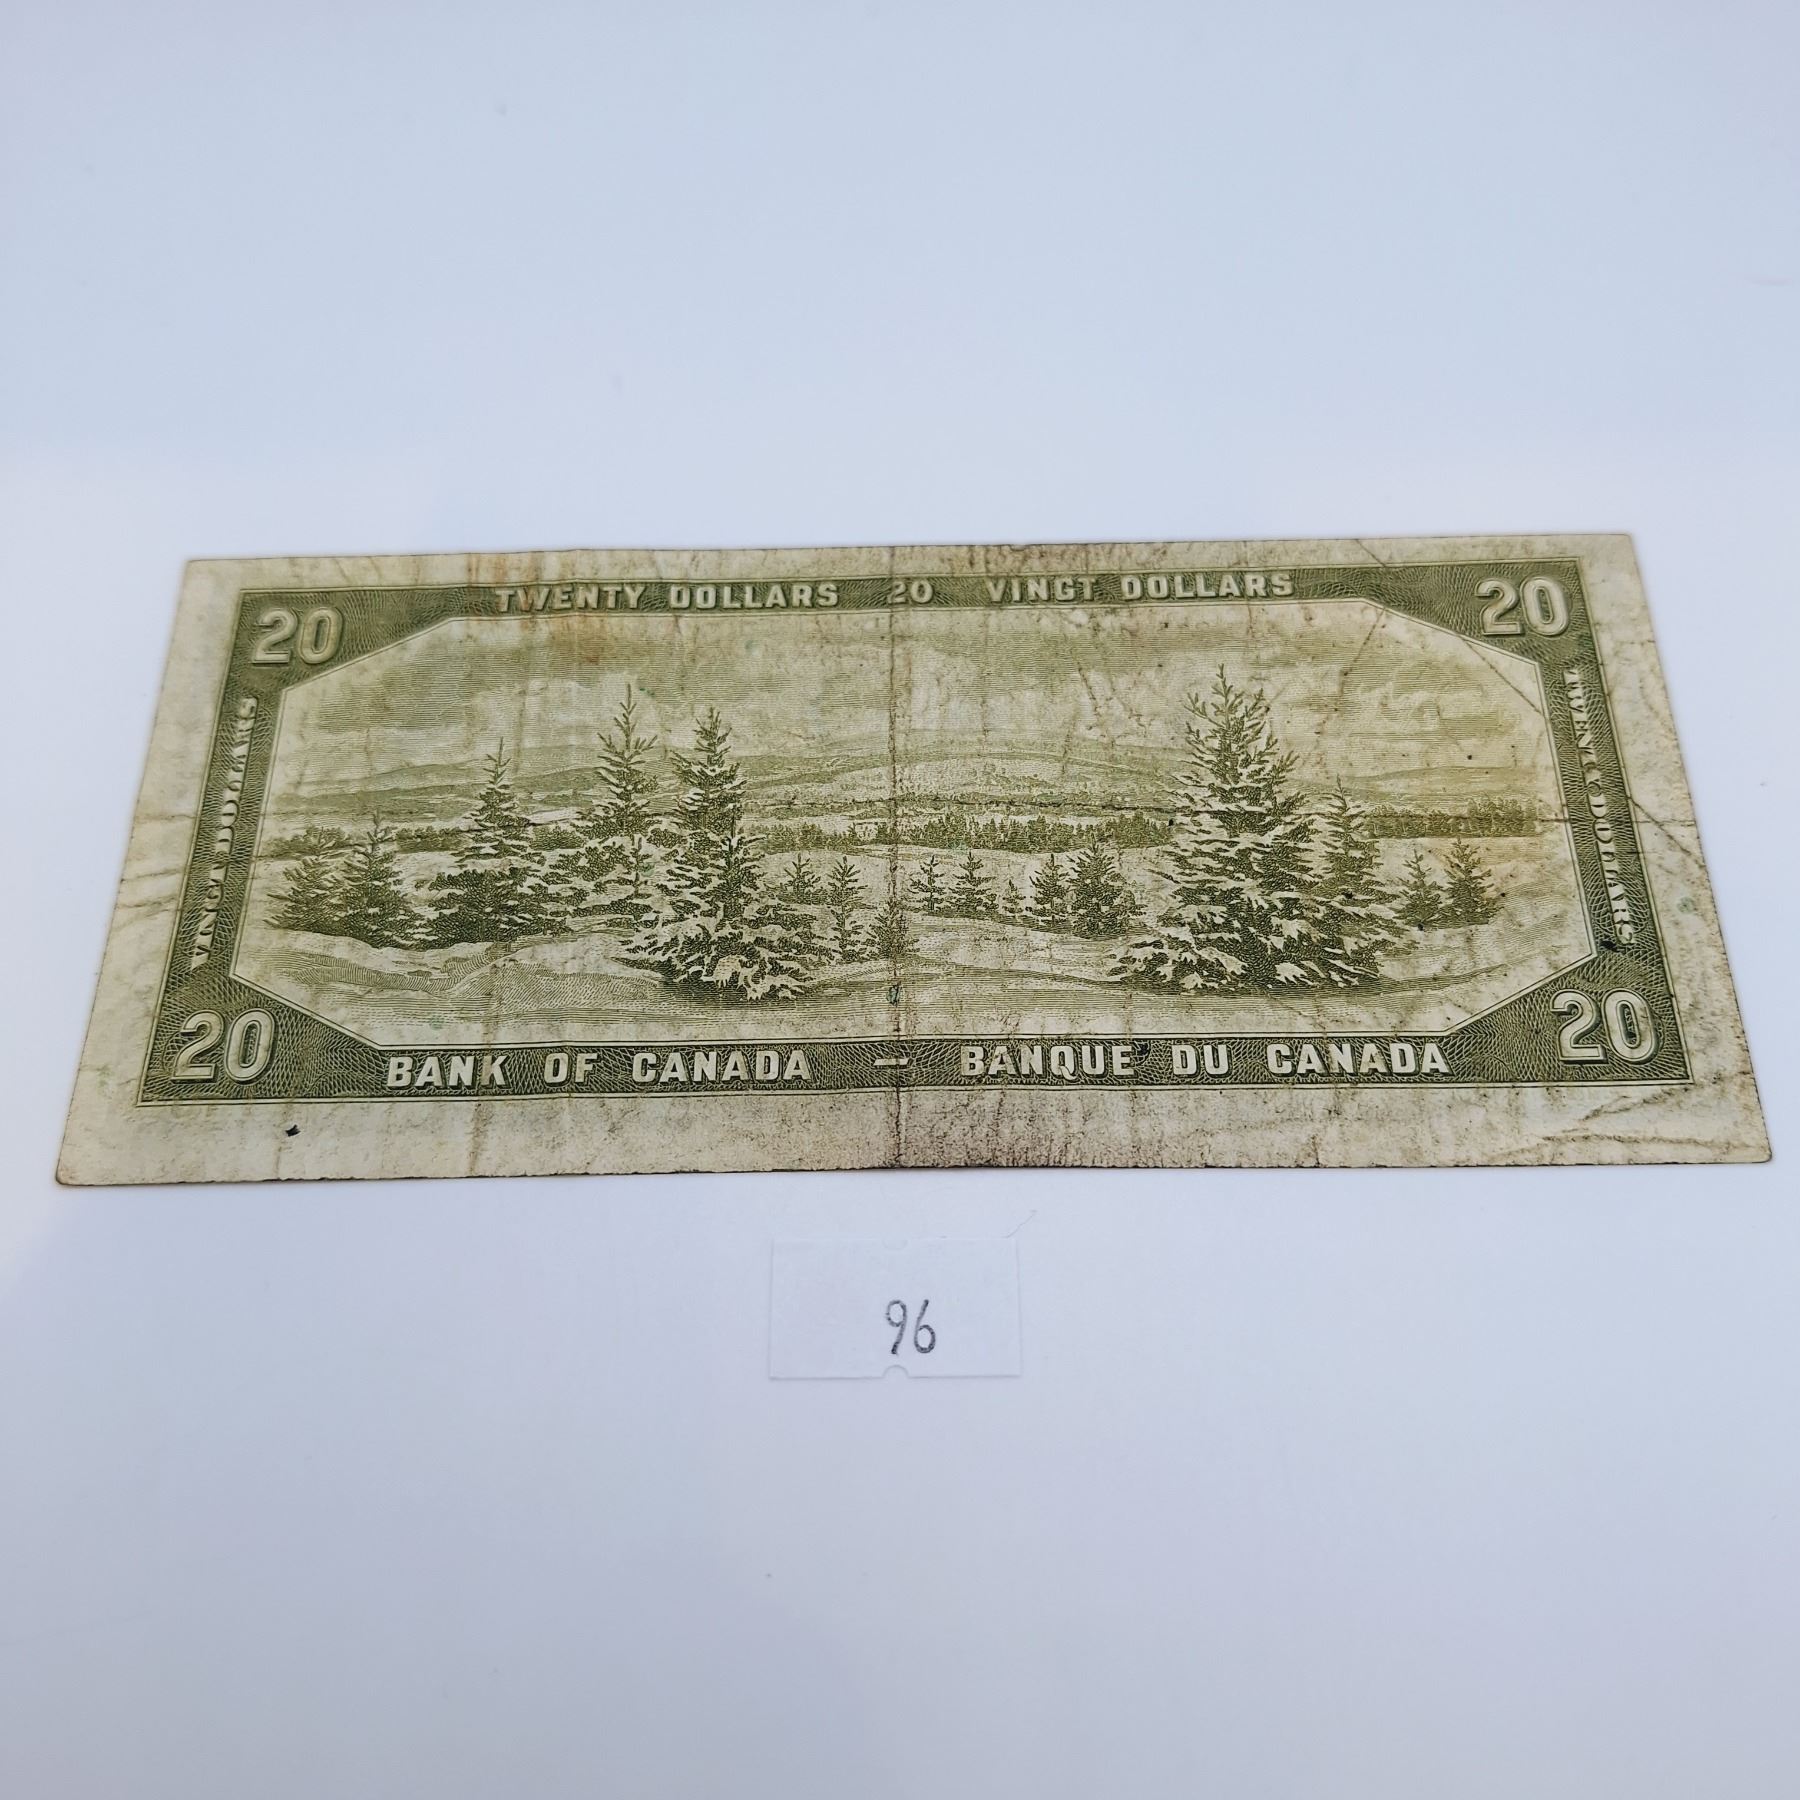 TWENTY DOLLARS 20 VINGT DOLLARS
20
20
VINGT DOLLARS
TWENTY DOLLARS
20
20
BANK OF CANADA – BANQUE DU CANADA
96